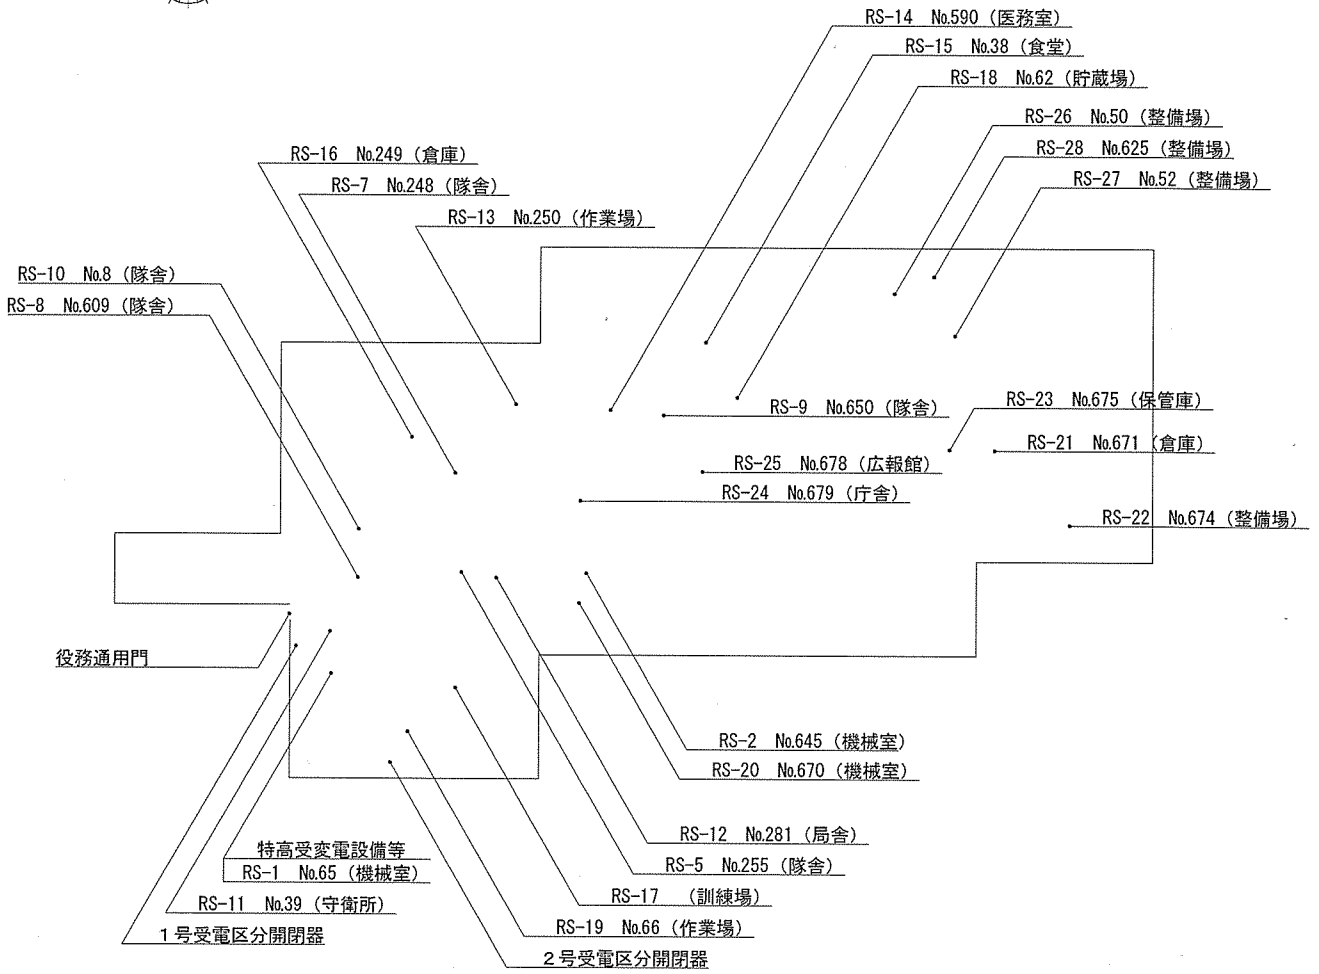 RS-14 No.590（医務室）
RS-15 No.38（食堂）
RS-18 No.62（貯蔵場）
RS-26 No.50（整備場）
RS-28 No.625（整備場）
RS-27 No.52（整備場）
RS-16 No.249（倉庫）
RS-7 No.248（隊舎）
RS-13 No.250（作業場）
RS-10 No.8（隊舎）
RS-8 No.609（隊舎）
RS-9 No.650（隊舎）
RS-23 No.675（保管庫）
RS-21 No.671（倉庫）
RS-25 No.678（広報館）
RS-24 No.679（庁舎）
RS-22 No.674（整備場）
役務通用門
RS-2 No.645（機械室）
RS-20 No.670（機械室）
RS-12 No.281（局舎）
RS-5 No.255（隊舎）
特高受変電設備等
RS-1 No.65（機械室）
RS-17 （訓練場）
RS-11 No.39（守衛所）
RS-19 No.66（作業場）
1号受電区分開閉器
2号受電区分開閉器